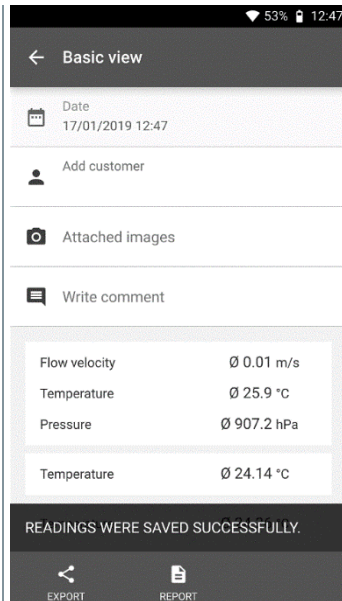 53% 12:47
Basic view
Date
17/01/2019 12:47
Add customer
Attached images
Write comment
Flow velocity Ø 0.01 m/s
Temperature Ø 25.9 °C
Pressure Ø 907.2 hPa
Temperature Ø 24.14 °C
READINGS WERE SAVED SUCCESSFULLY.
EXPORT REPORT